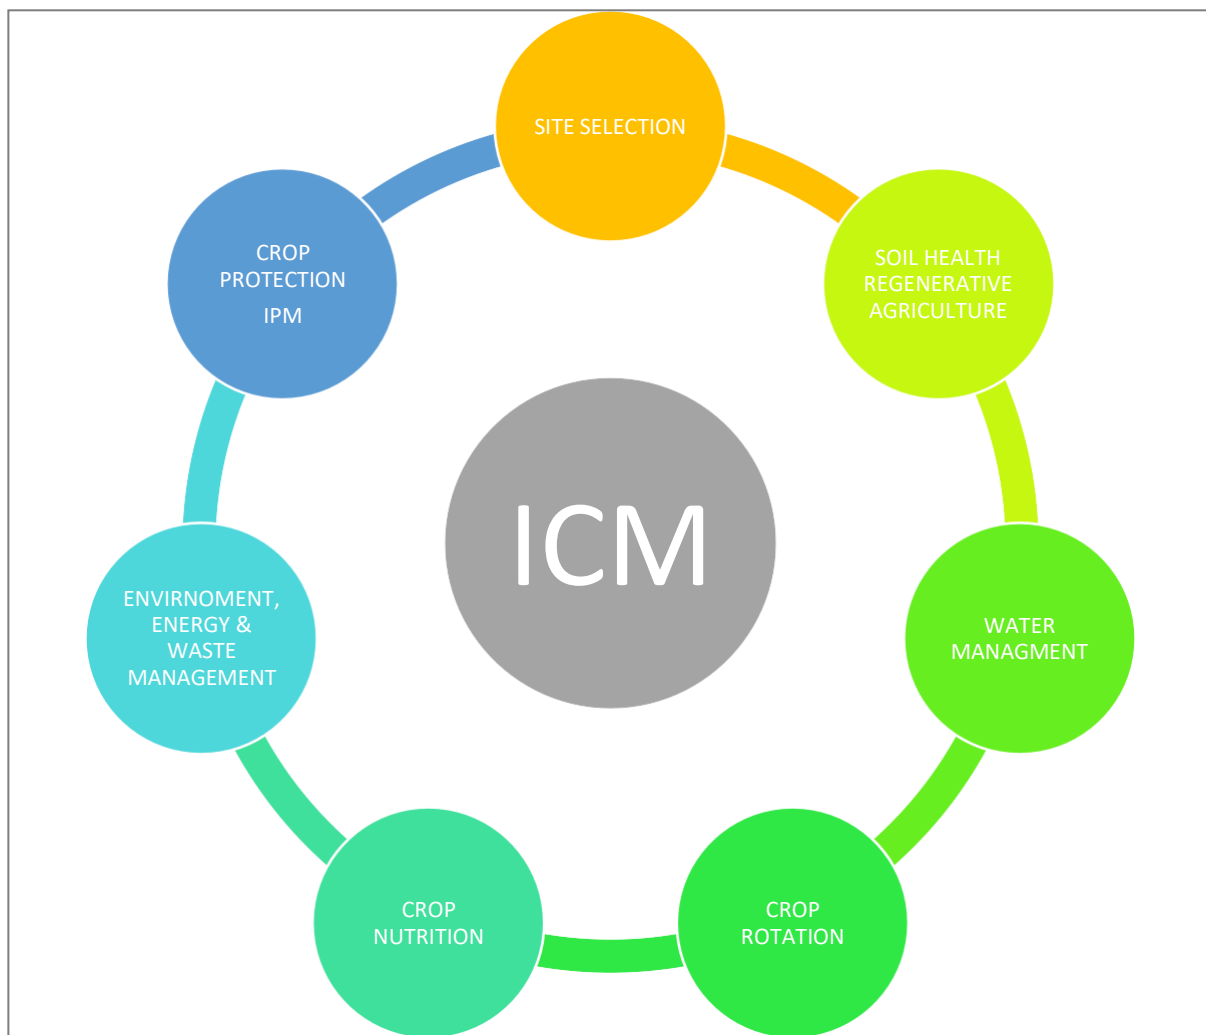 SITE SELECTION
SOIL HEALTH
REGENERATIVE
AGRICULTURE
WATER
MANAGMENT
CROP
ROTATION
CROP
NUTRITION
ENVIRNOMENT,
ENERGY &
WASTE
MANAGEMENT
CROP
PROTECTION
IPM
ICM